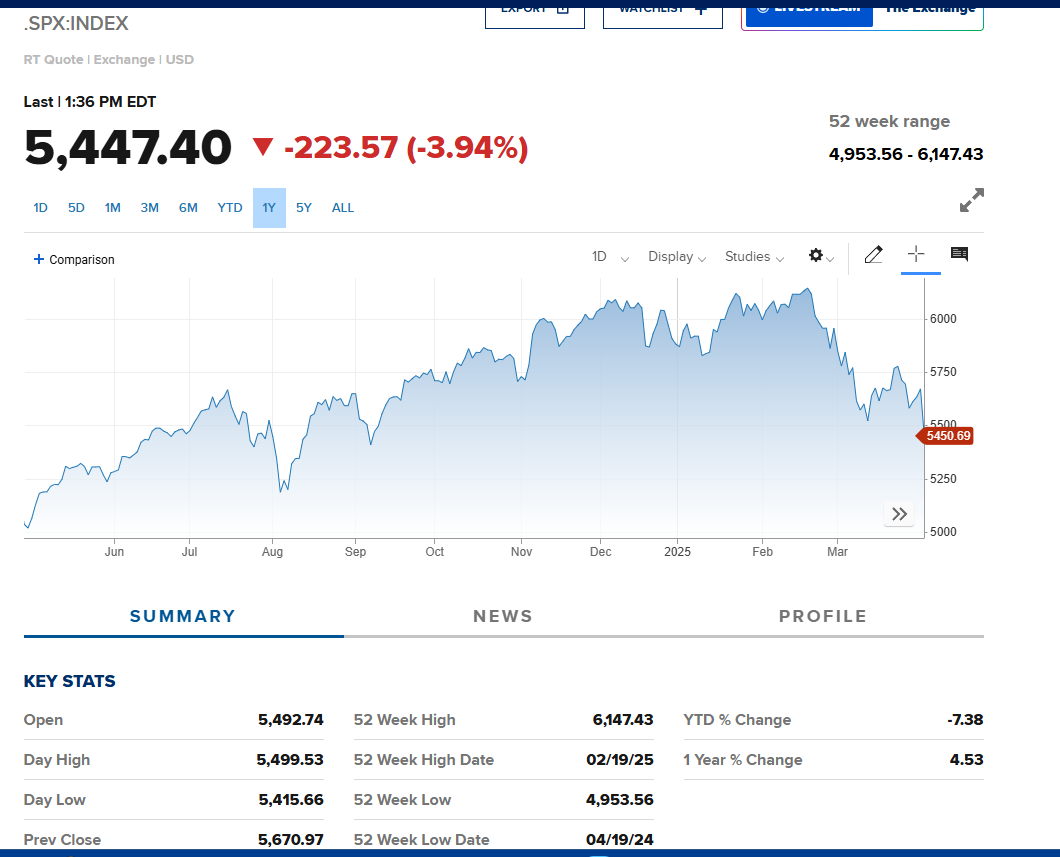 EXPORT
WATCHLIST +
LIVESTREAM The Exchange
.SPX:INDEX
RT Quote | Exchange | USD
Last | 1:36 PM EDT
5,447.40 ▼ -223.57 (-3.94%)
52 week range
4,953.56 - 6,147.43
1D 5D 1M 3M 6M YTD 1Y 5Y ALL
+ Comparison
1D Display Studies
6000
5750
5500
5450.69
5250
5000
Jun Jul Aug Sep Oct Nov Dec 2025 Feb Mar
SUMMARY NEWS PROFILE
KEY STATS
Open 5,492.74 52 Week High 6,147.43 YTD % Change -7.38
Day High 5,499.53 52 Week High Date 02/19/25 1 Year % Change 4.53
Day Low 5,415.66 52 Week Low 4,953.56
Prev Close 5,670.97 52 Week Low Date 04/19/24